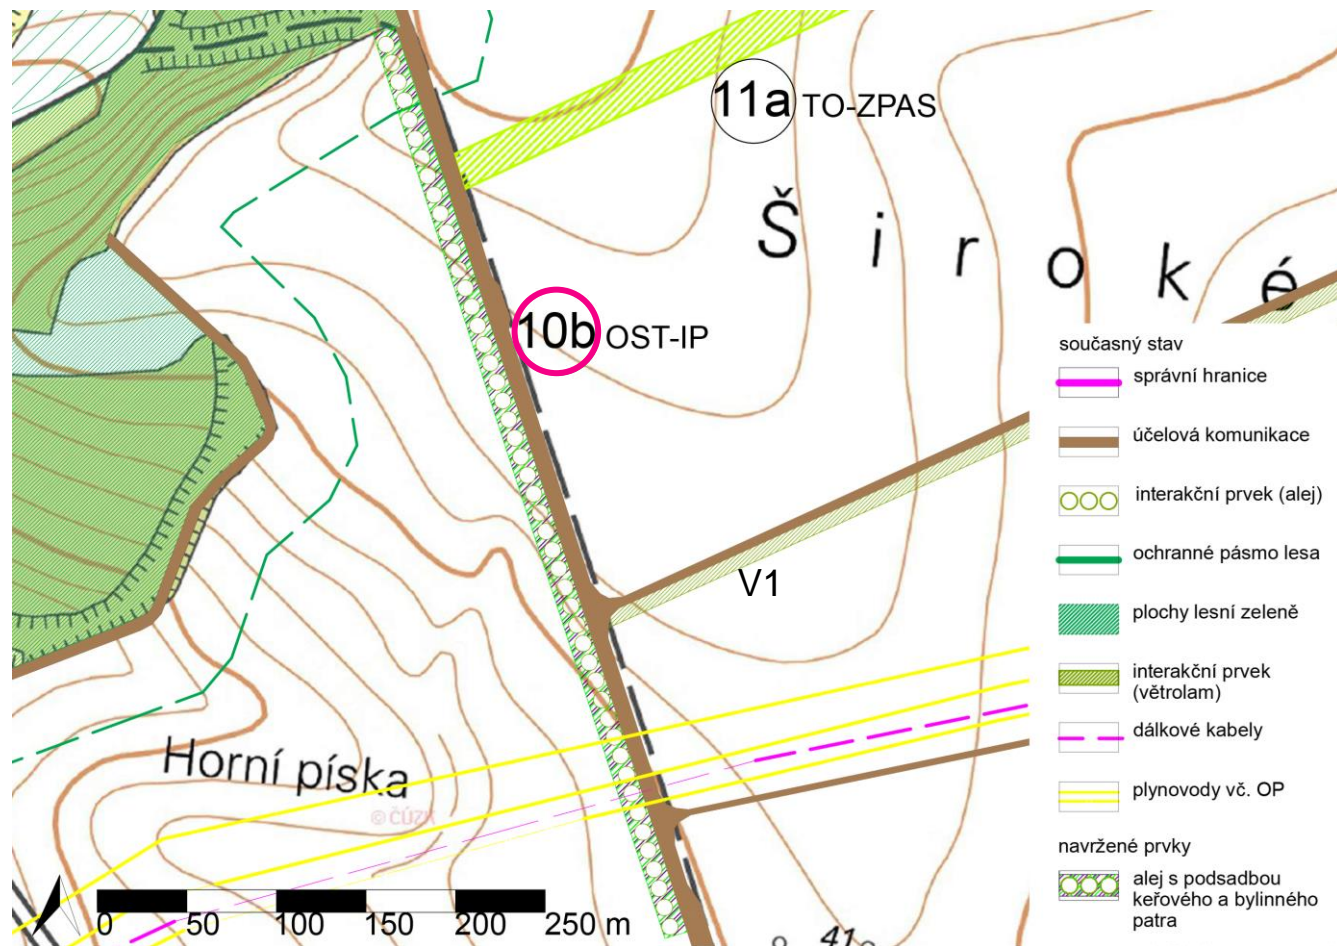 11a TO-ZPAS
Široké
10b OST-IP
V1
Horní píska
© ČÚZK
0 50 100 150 200 250 m
41
současný stav
správní hranice
účelová komunikace
interakční prvek (alej)
ochranné pásmo lesa
plochy lesní zeleně
interakční prvek
(větrolam)
dálkové kabely
plynovody vč. OP
navržené prvky
alej s podsadbou
keřového a bylinného
patra